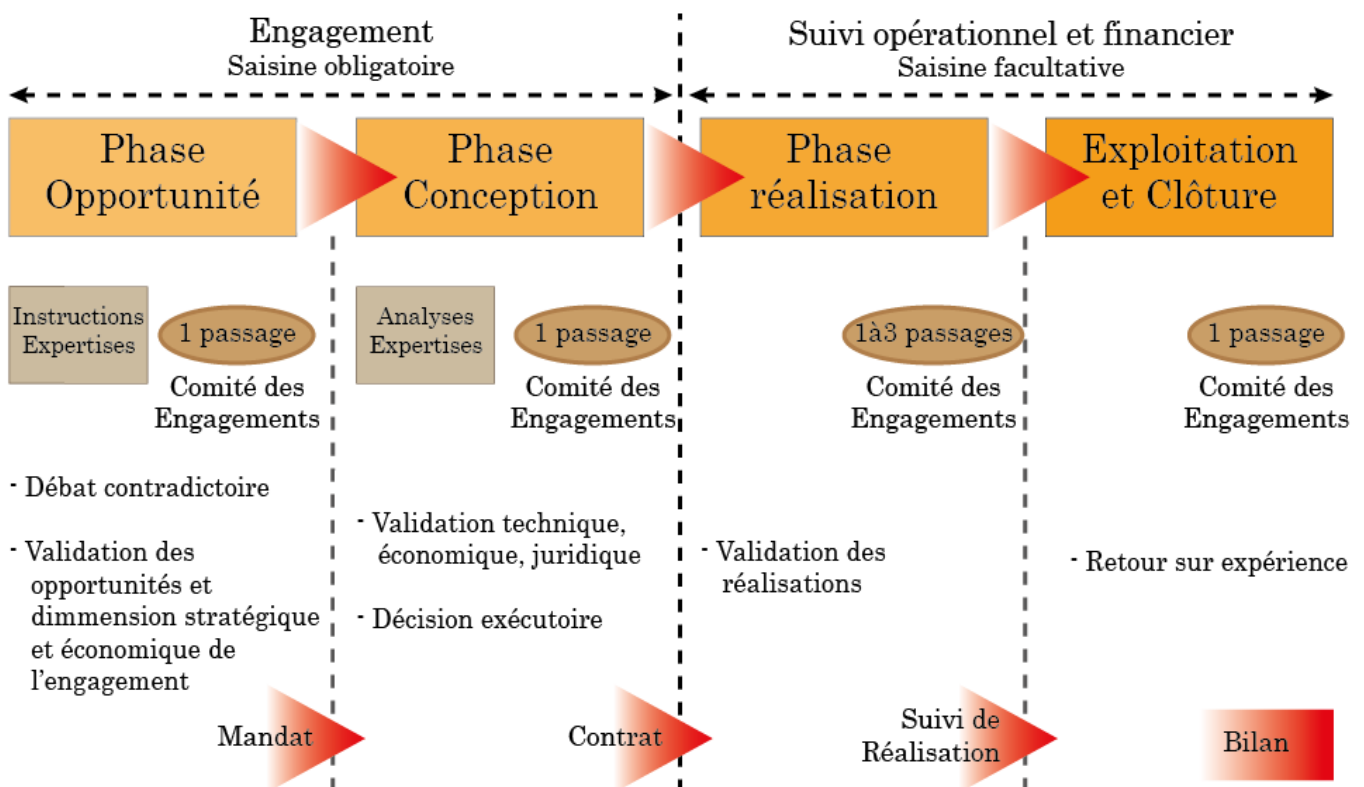 Engagement
Saisine obligatoire
Suivi opérationnel et financier
Saisine facultative
Phase
Opportunité
Phase
Conception
Phase
réalisation
Exploitation
et Clôture
Instructions
Expertises
1 passage
Comité des
Engagements
Analyses
Expertises
1 passage
Comité des
Engagements
1à3 passages
Comité des
Engagements
1 passage
Comité des
Engagements
- Débat contradictoire
- Validation des
opportunités et
dimmension stratégique
et économique de
l'engagement
- Validation technique,
économique, juridique
- Décision exécutoire
- Validation des
réalisations
- Retour sur expérience
Mandat
Contrat
Suivi de
Réalisation
Bilan